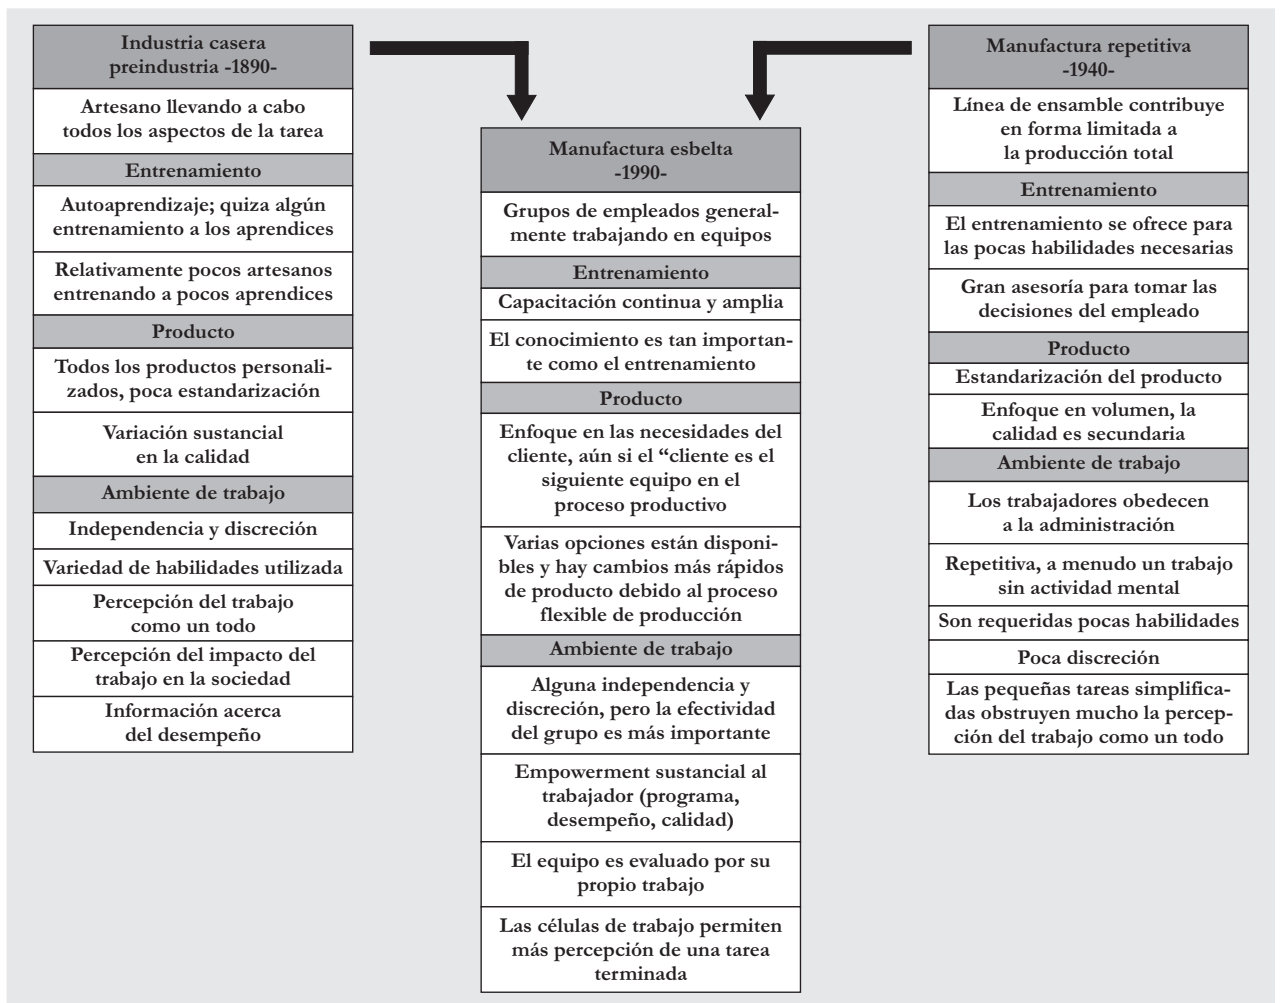 Industria casera
preindustria -1890-
Artesano llevando a cabo
todos los aspectos de la tarea
Entrenamiento
Autoaprendizaje; quiza algún
entrenamiento a los aprendices
Relativamente pocos artesanos
entrenando a pocos aprendices
Producto
Todos los productos personali-
zados, poca estandarización
Variación sustancial
en la calidad
Ambiente de trabajo
Independencia y discreción
Variedad de habilidades utilizada
Percepción del trabajo
como un todo
Percepción del impacto del
trabajo en la sociedad
Información acerca
del desempeño
Manufactura esbelta
-1990-
Grupos de empleados general-
mente trabajando en equipos
Entrenamiento
Capacitación continua y amplia
El conocimiento es tan importan-
te como el entrenamiento
Producto
Enfoque en las necesidades del
cliente, aún si el “cliente es el
siguiente equipo en el
proceso productivo
Varias opciones están disponi-
bles y hay cambios más rápidos
de producto debido al proceso
flexible de producción
Ambiente de trabajo
Alguna independencia y
discreción, pero la efectividad
del grupo es más importante
Empowerment sustancial al
trabajador (programa,
desempeño, calidad)
El equipo es evaluado por su
propio trabajo
Las células de trabajo permiten
más percepción de una tarea
terminada
Manufactura repetitiva
-1940-
Línea de ensamble contribuye
en forma limitada a
la producción total
Entrenamiento
El entrenamiento se ofrece para
las pocas habilidades necesarias
Gran asesoría para tomar las
decisiones del empleado
Producto
Estandarización del producto
Enfoque en volumen, la
calidad es secundaria
Ambiente de trabajo
Los trabajadores obedecen
a la administración
Repetitiva, a menudo un trabajo
sin actividad mental
Son requeridas pocas habilidades
Poca discreción
Las pequeñas tareas simplifica-
das obstruyen mucho la percep-
ción del trabajo como un todo